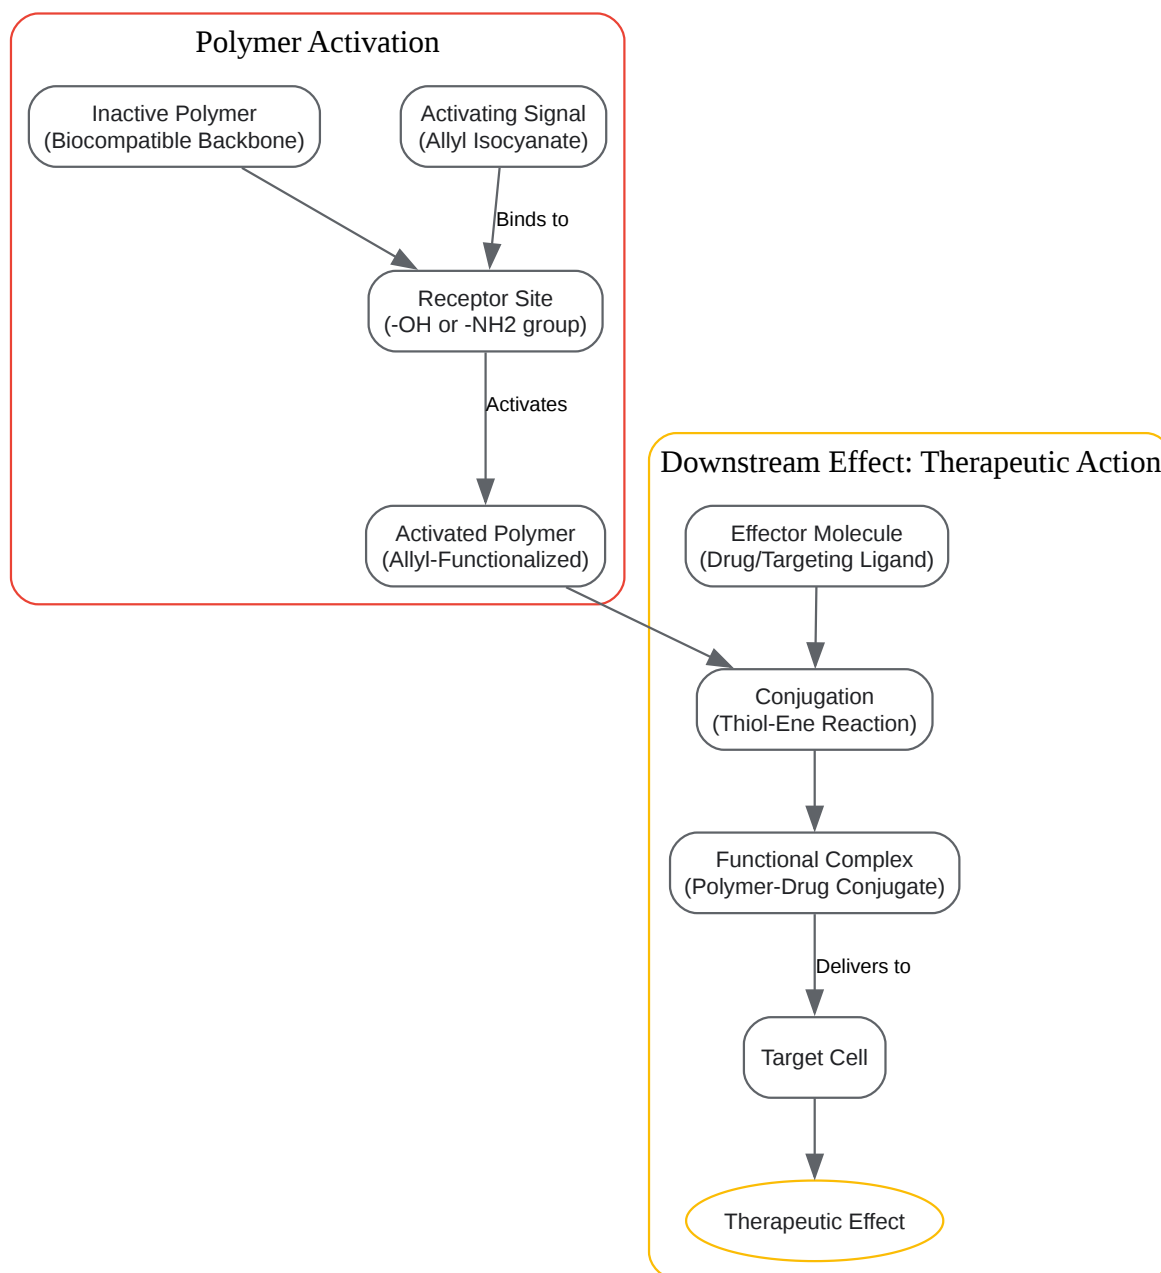 Polymer Activation
Inactive Polymer
(Biocompatible Backbone)
Activating Signal
(Allyl Isocyanate)
Binds to
Receptor Site
(-OH or -NH2 group)
Activates
Activated Polymer
(Allyl-Functionalized)
Downstream Effect: Therapeutic Action
Effector Molecule
(Drug/Targeting Ligand)
Conjugation
(Thiol-Ene Reaction)
Functional Complex
(Polymer-Drug Conjugate)
Delivers to
Target Cell
Therapeutic Effect